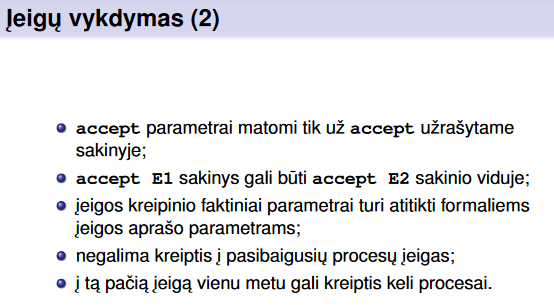 Įeigų vykdymas (2)
accept parametrai matomi tik už accept užrašytame
sakinyje;
accept E1 sakinys gali būti accept E2 sakinio viduje;
įeigos kreipinio faktiniai parametrai turi atitikti formaliems
įeigos aprašo parametrams;
negalima kreiptis į pasibaigusių procesų įeigas;
į tą pačią įeigą vienu metu gali kreiptis keli procesai.